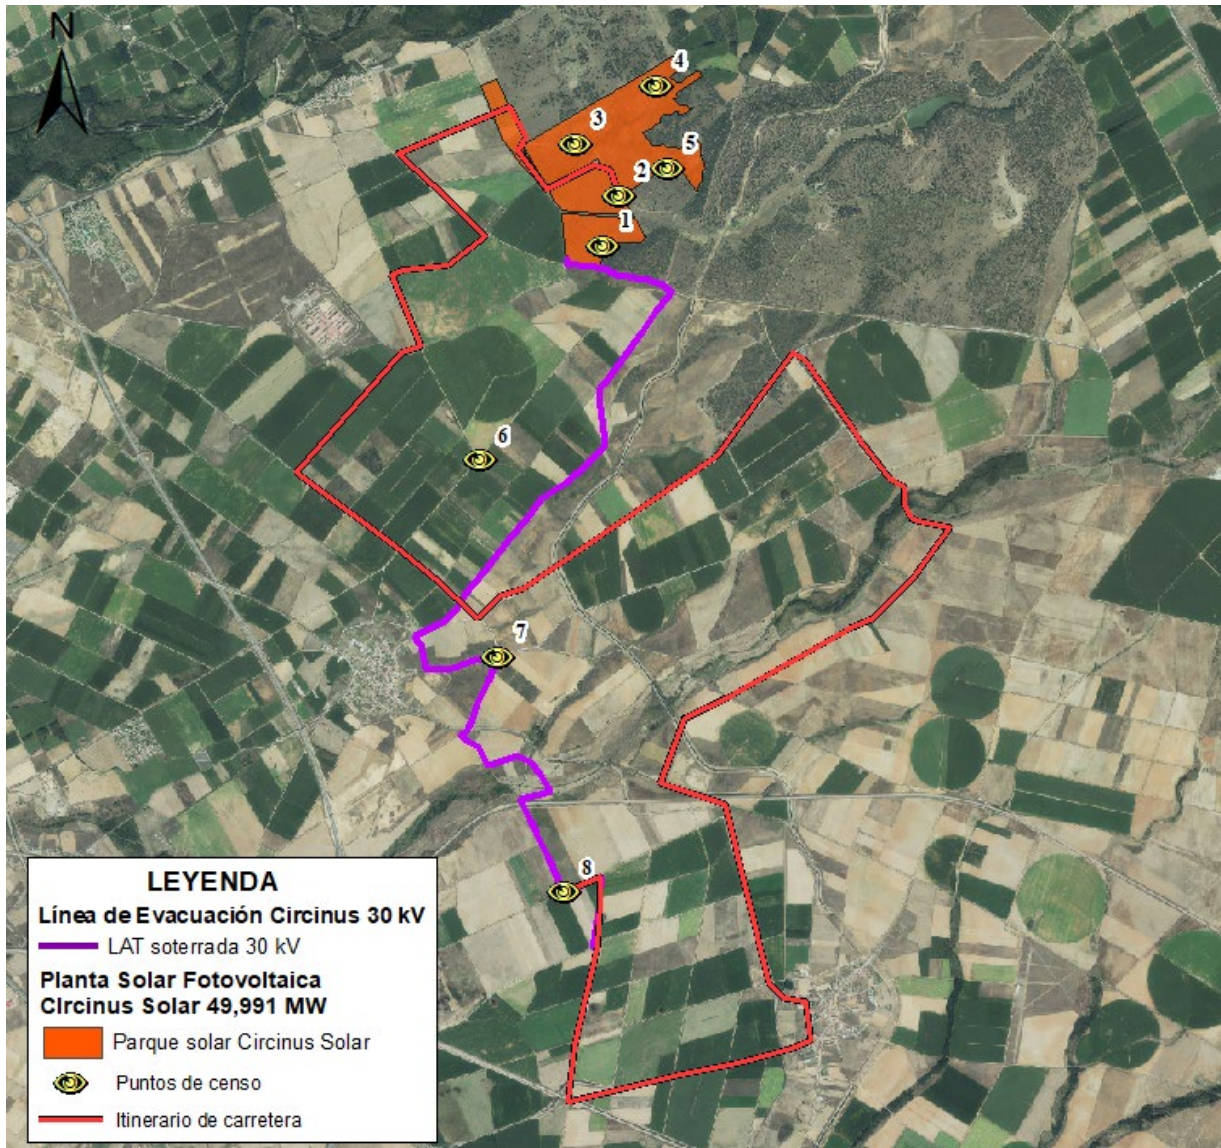 N
4
3
5
2
1
6
7
8
LEYENDA
Línea de Evacuación Circinus 30 kV
LAT soterrada 30 kV
Planta Solar Fotovoltaica
CIrcinus Solar 49,991 MW
Parque solar Circinus Solar
Puntos de censo
Itinerario de carretera